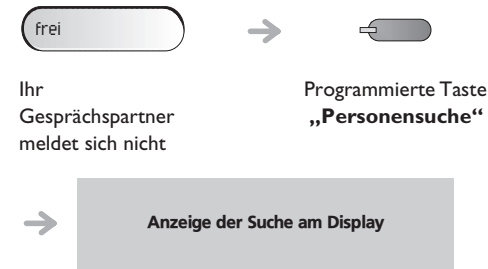 frei
Ihr
Gesprächspartner
meldet sich nicht
Programmierte Taste
„Personensuche“
Anzeige der Suche am Display